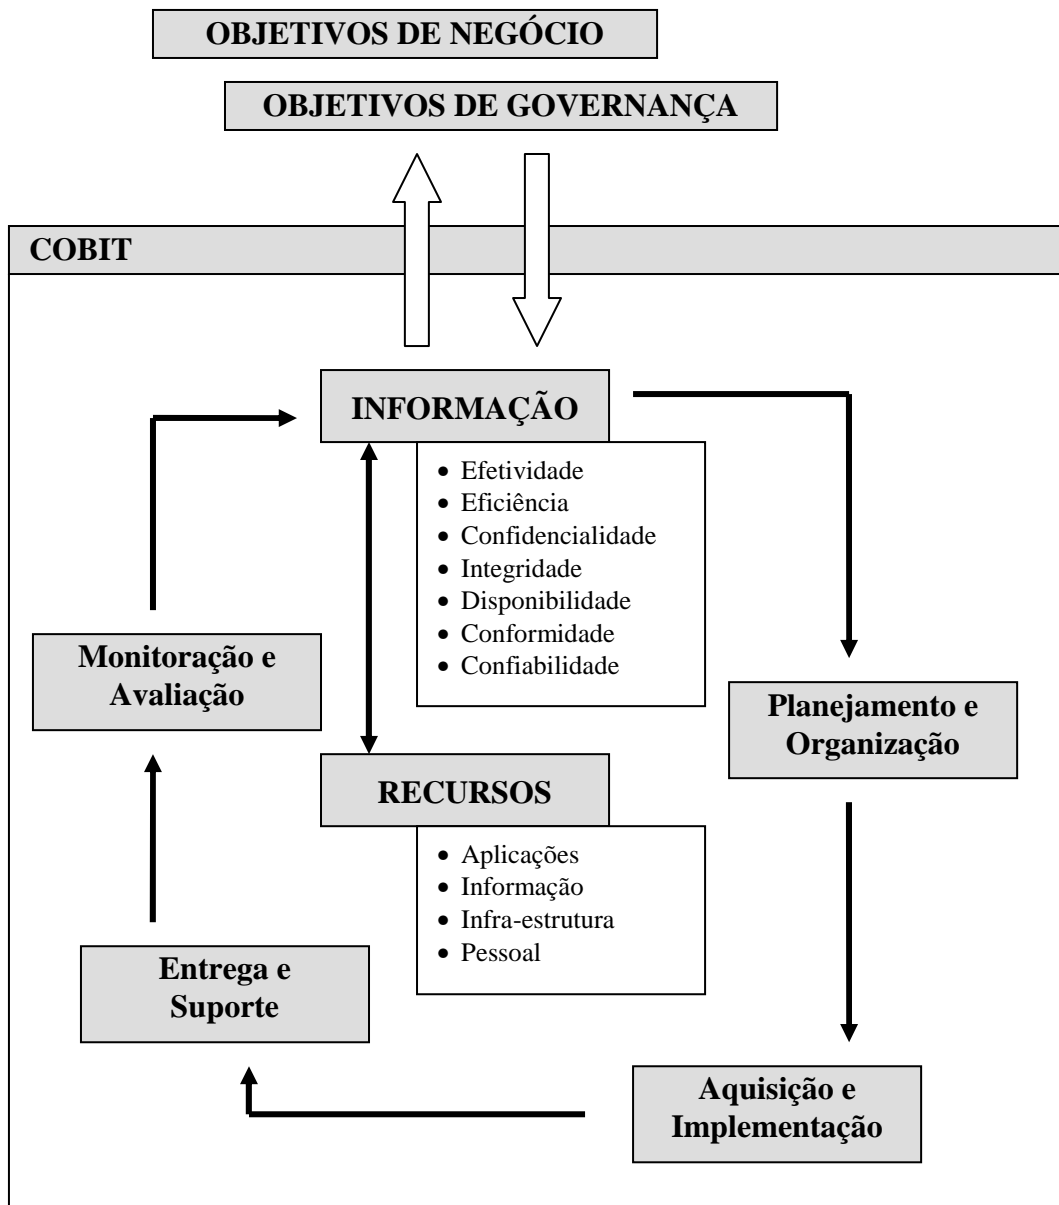 OBJETIVOS DE NEGÓCIO
OBJETIVOS DE GOVERNANÇA
COBIT
INFORMAÇÃO
• Efetividade
• Eficiência
• Confidencialidade
• Integridade
• Disponibilidade
• Conformidade
• Confiabilidade
Monitoração e
Avaliação
Planejamento e
Organização
RECURSOS
• Aplicações
• Informação
• Infra-estrutura
• Pessoal
Entrega e
Suporte
Aquisição e
Implementação